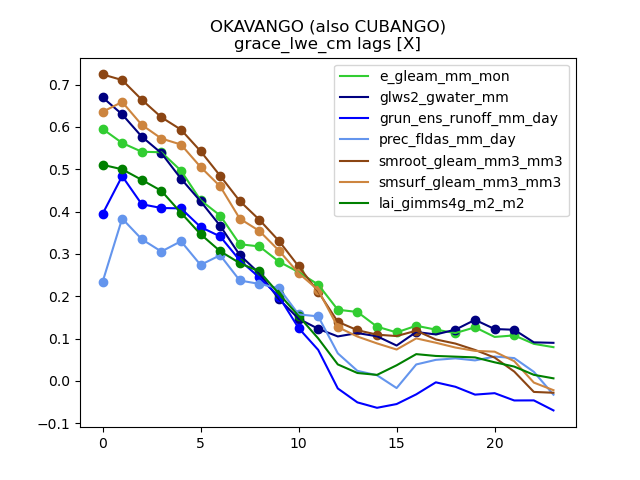 OKAVANGO (also CUBANGO)
grace_lwe_cm lags [X]
e_gleam_mm_mon
glws2_gwater_mm
grun_ens_runoff_mm_day
prec_fldas_mm_day
smroot_gleam_mm3_mm3
smsurf_gleam_mm3_mm3
lai_gimms4g_m2_m2
0.7
0.6
0.5
0.4
0.3
0.2
0.1
0.0
−0.1
0 5 10 15 20